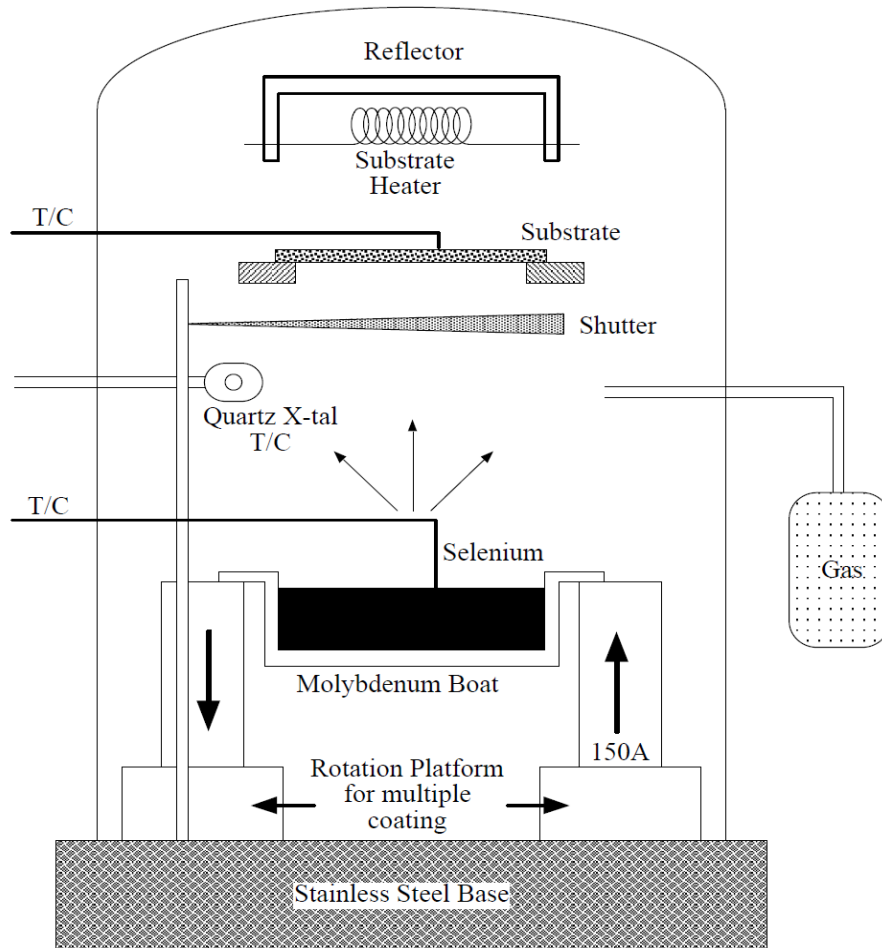 Reflector
Substrate
Heater
T/C
Substrate
Shutter
Quartz X-tal
T/C
T/C
Selenium
Gas
Molybdenum Boat
150A
Rotation Platform
for multiple
coating
Stainless Steel Base